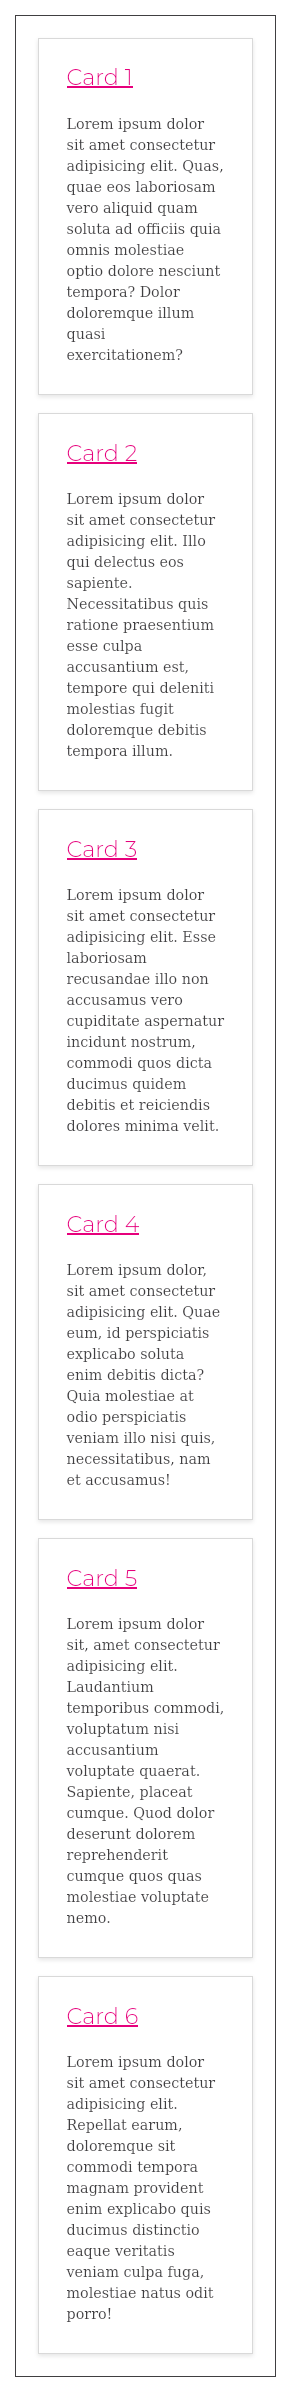 Card 1
Lorem ipsum dolor
sit amet consectetur
adipisicing elit. Quas,
quae eos laboriosam
vero aliquid quam
soluta ad officiis quia
omnis molestiae
optio dolore nesciunt
tempora? Dolor
doloremque illum
quasi
exercitationem?
Card 2
Lorem ipsum dolor
sit amet consectetur
adipisicing elit. Illo
qui delectus eos
sapiente.
Necessitatibus quis
ratione praesentium
esse culpa
accusantium est,
tempore qui deleniti
molestias fugit
doloremque debitis
tempora illum.
Card 3
Lorem ipsum dolor
sit amet consectetur
adipisicing elit. Esse
laboriosam
recusandae illo non
accusamus vero
cupiditate aspernatur
incidunt nostrum,
commodi quos dicta
ducimus quidem
debitis et reiciendis
dolores minima velit.
Card 4
Lorem ipsum dolor,
sit amet consectetur
adipisicing elit. Quae
eum, id perspiciatis
explicabo soluta
enim debitis dicta?
Quia molestiae at
odio perspiciatis
veniam illo nisi quis,
necessitatibus, nam
et accusamus!
Card 5
Lorem ipsum dolor
sit, amet consectetur
adipisicing elit.
Laudantium
temporibus commodi,
voluptatum nisi
accusantium
voluptate quaerat.
Sapiente, placeat
cumque. Quod dolor
deserunt dolorem
reprehenderit
cumque quos quas
molestiae voluptate
nemo.
Card 6
Lorem ipsum dolor
sit amet consectetur
adipisicing elit.
Repellat earum,
doloremque sit
commodi tempora
magnam provident
enim explicabo quis
ducimus distinctio
eaque veritatis
veniam culpa fuga,
molestiae natus odit
porro!